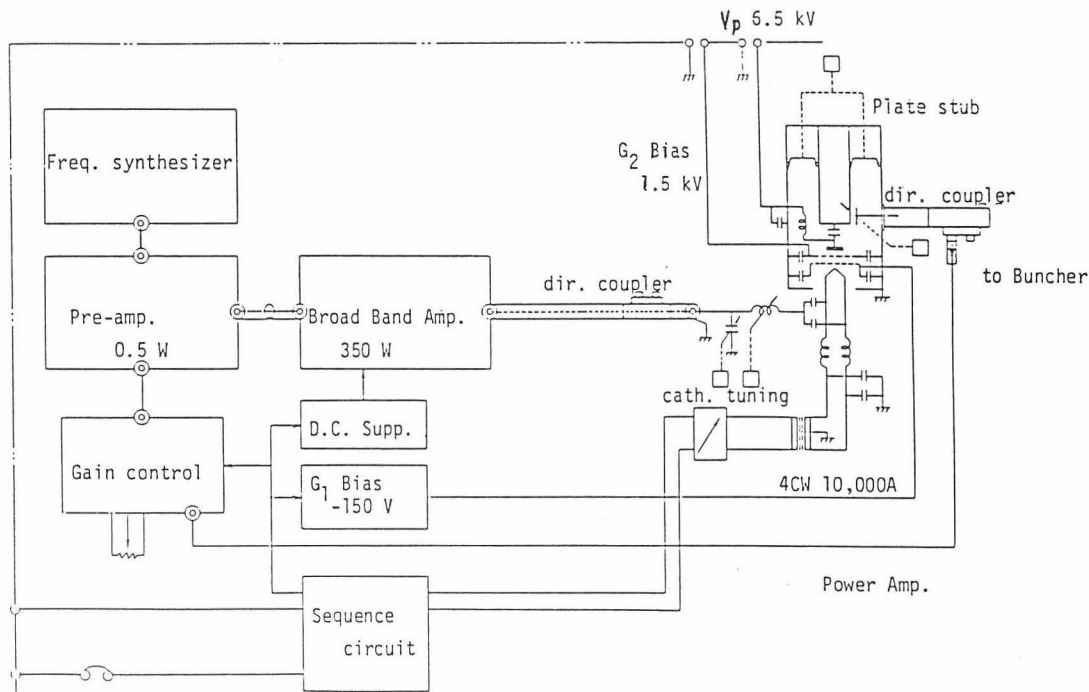 Vp 5.5 kV
Plate stub
Freq. synthesizer
G2 Bias
1.5 kV
dir. coupler
to Buncher
dir. coupler
Pre-amp.
0.5 W
Broad Band Amp.
350 W
cath. tuning
D.C. Supp.
Gain control
G1 Bias
-150 V
4CW 10,000A
Power Amp.
Sequence
circuit